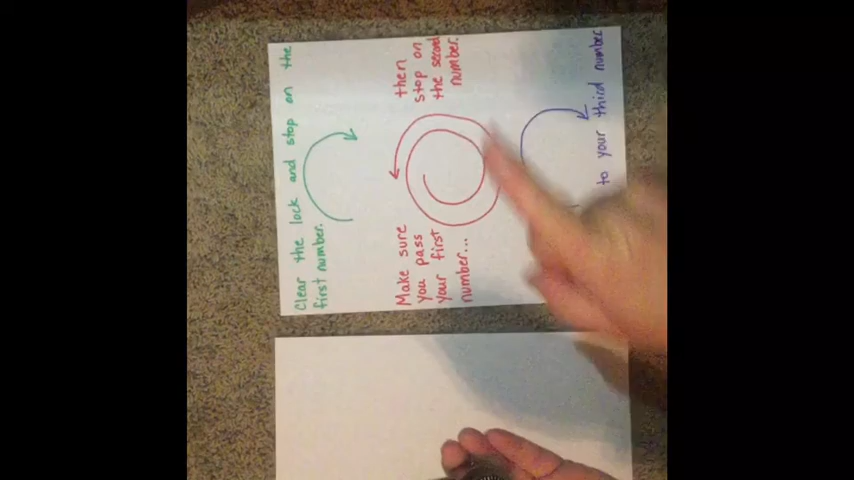 Clear the lock and stop on the
first number.
Make sure
you pass
your first
number...
then
stop on
the second
number.
to your third number